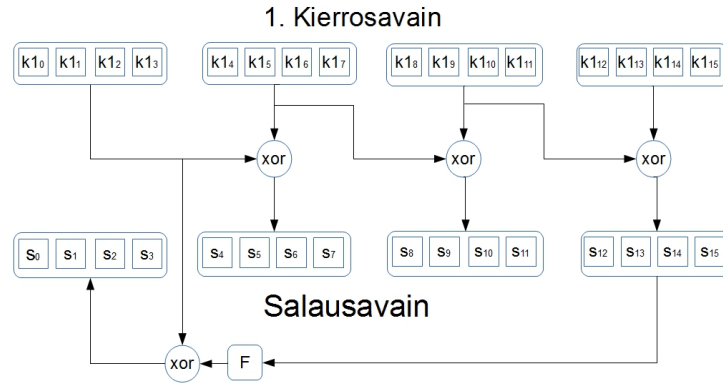 1. Kierrosavain
k1₀ k1₁ k1₂ k1₃ k1₄ k1₅ k1₆ k1₇ k1₈ k1₉ k1₁₀ k1₁₁ k1₁₂ k1₁₃ k1₁₄ k1₁₅
xor xor xor
s₀ s₁ s₂ s₃ s₄ s₅ s₆ s₇ s₈ s₉ s₁₀ s₁₁ s₁₂ s₁₃ s₁₄ s₁₅
Salausavain
xor F